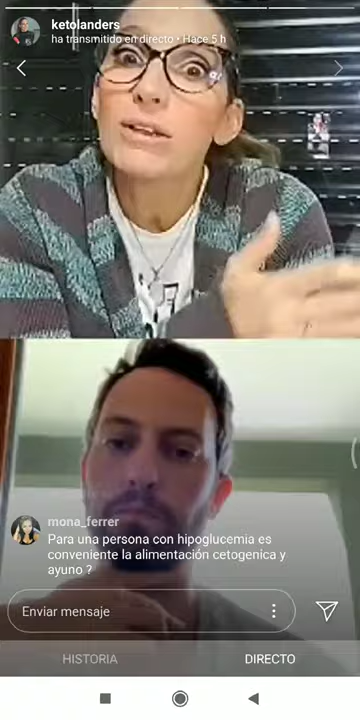 ketolanders
ha transmitido en directo • Hace 5 h
mona_ferrer
Para una persona con hipoglucemia es
conveniente la alimentación cetogenica y
ayuno ?
Enviar mensaje
HISTORIA
DIRECTO